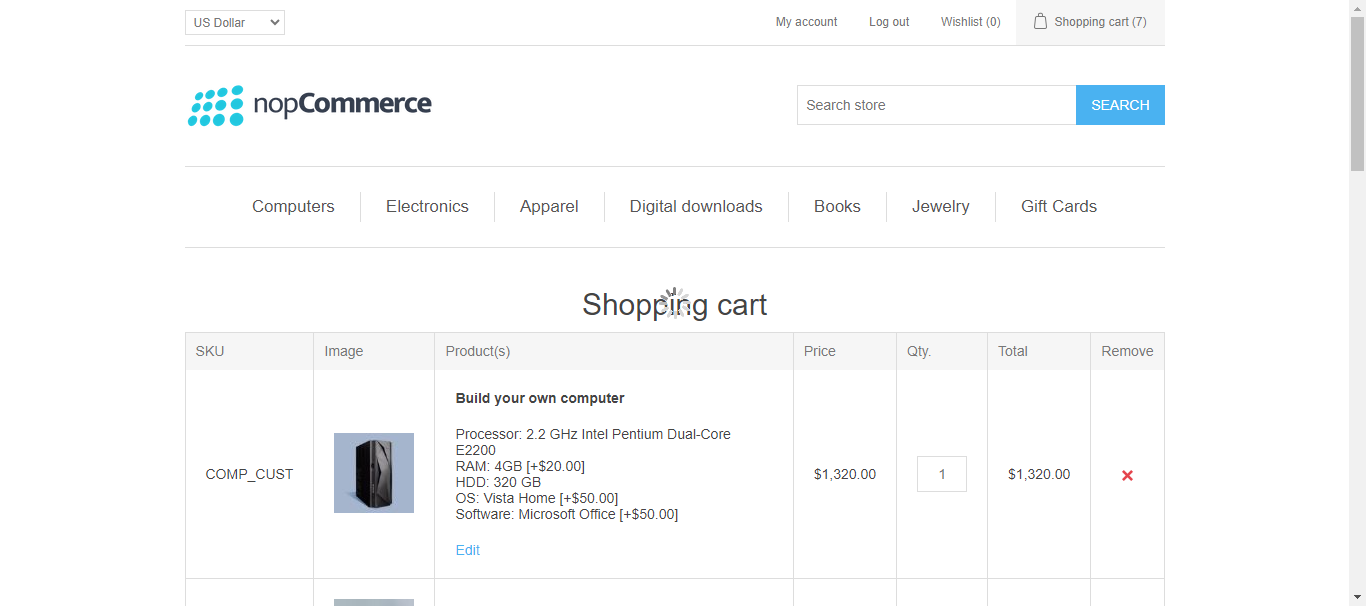 US Dollar
My account
Log out
Wishlist (0)
Shopping cart (7)
nopCommerce
Search store
SEARCH
Computers
Electronics
Apparel
Digital downloads
Books
Jewelry
Gift Cards
Shopping cart
SKU
Image
Product(s)
Price
Qty.
Total
Remove
COMP_CUST
Build your own computer
Processor: 2.2 GHz Intel Pentium Dual-Core
E2200
RAM: 4GB [+$20.00]
HDD: 320 GB
OS: Vista Home [+$50.00]
Software: Microsoft Office [+$50.00]
Edit
$1,320.00
1
$1,320.00